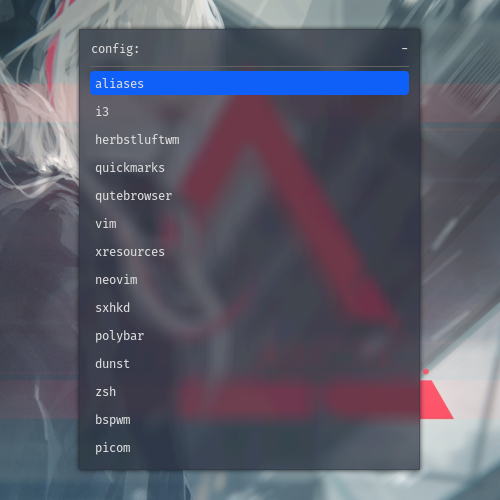 config: -
aliases
i3
herbstluftwm
quickmarks
qutebrowser
vim
xresources
neovim
sxhkd
polybar
dunst
zsh
bspwm
picom